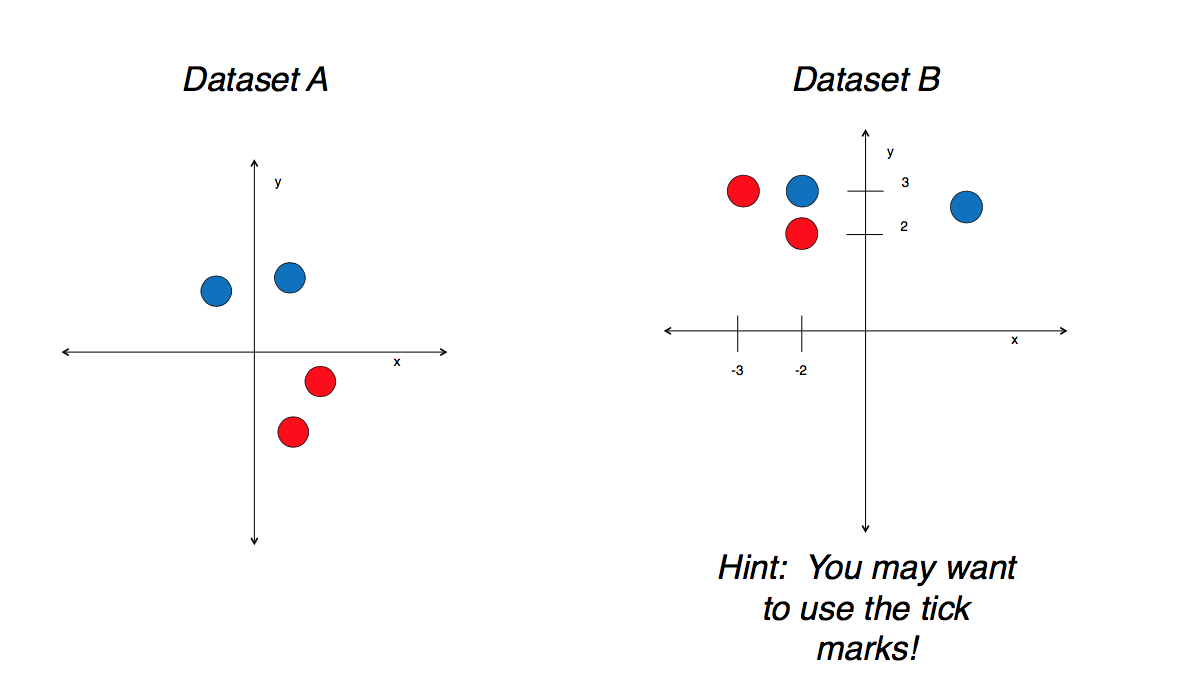 Dataset A
Dataset B
y
x
y
3
2
x
-3
-2
Hint: You may want
to use the tick
marks!